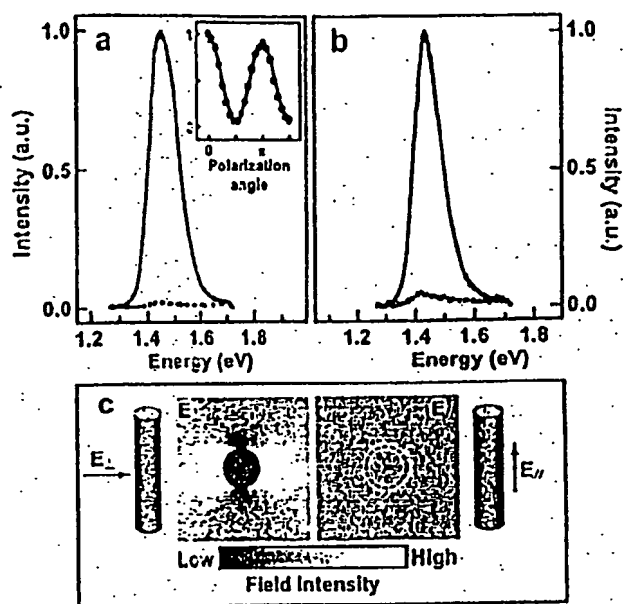 a
1.0
0.5
0.0
Intensity (a.u.)
1.2 1.4 1.6 1.8
Energy (eV)
1
0
0 π
Polarization
angle
b
1.0
0.5
0.0
Intensity (a.u.)
1.2 1.4 1.6 1.8
Energy (eV)
c
E⊥
E
E
E//
Low High
Field Intensity